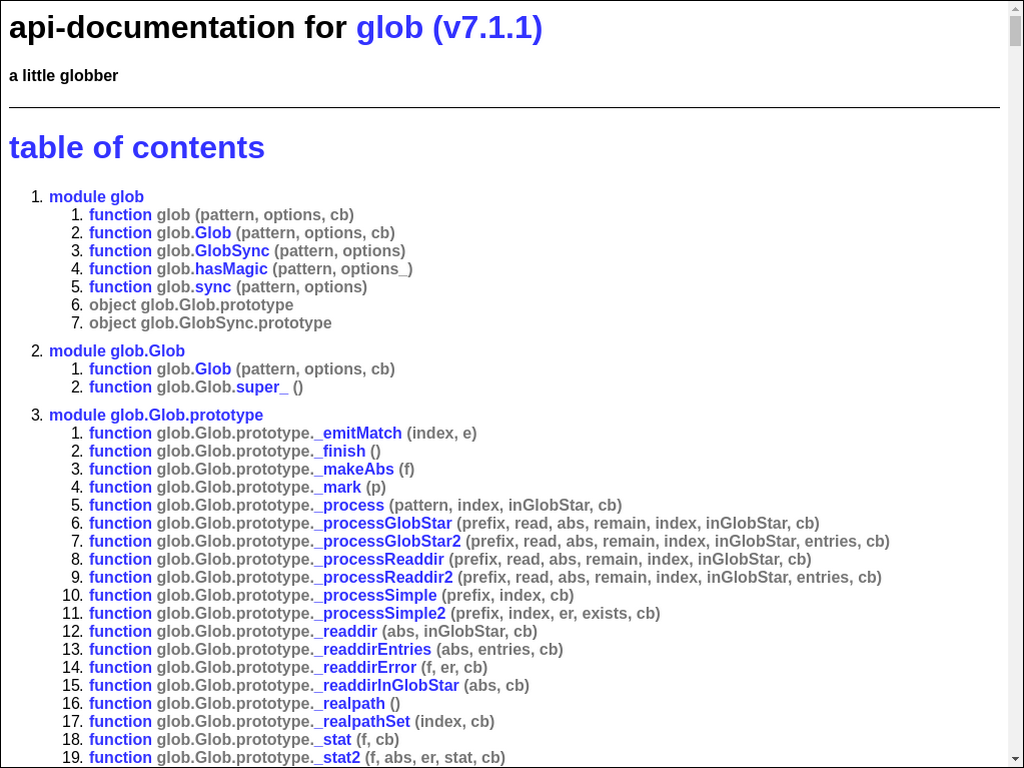 api-documentation for glob (v7.1.1)
a little globber
table of contents
1. module glob
1. function glob (pattern, options, cb)
2. function glob.Glob (pattern, options, cb)
3. function glob.GlobSync (pattern, options)
4. function glob.hasMagic (pattern, options_)
5. function glob.sync (pattern, options)
6. object glob.Glob.prototype
7. object glob.GlobSync.prototype
2. module glob.Glob
1. function glob.Glob (pattern, options, cb)
2. function glob.Glob.super_ ()
3. module glob.Glob.prototype
1. function glob.Glob.prototype._emitMatch (index, e)
2. function glob.Glob.prototype._finish ()
3. function glob.Glob.prototype._makeAbs (f)
4. function glob.Glob.prototype._mark (p)
5. function glob.Glob.prototype._process (pattern, index, inGlobStar, cb)
6. function glob.Glob.prototype._processGlobStar (prefix, read, abs, remain, index, inGlobStar, cb)
7. function glob.Glob.prototype._processGlobStar2 (prefix, read, abs, remain, index, inGlobStar, entries, cb)
8. function glob.Glob.prototype._processReaddir (prefix, read, abs, remain, index, inGlobStar, cb)
9. function glob.Glob.prototype._processReaddir2 (prefix, read, abs, remain, index, inGlobStar, entries, cb)
10. function glob.Glob.prototype._processSimple (prefix, index, cb)
11. function glob.Glob.prototype._processSimple2 (prefix, index, er, exists, cb)
12. function glob.Glob.prototype._readdir (abs, inGlobStar, cb)
13. function glob.Glob.prototype._readdirEntries (abs, entries, cb)
14. function glob.Glob.prototype._readdirError (f, er, cb)
15. function glob.Glob.prototype._readdirInGlobStar (abs, cb)
16. function glob.Glob.prototype._realpath ()
17. function glob.Glob.prototype._realpathSet (index, cb)
18. function glob.Glob.prototype._stat (f, cb)
19. function glob.Glob.prototype._stat2 (f, abs, er, stat, cb)